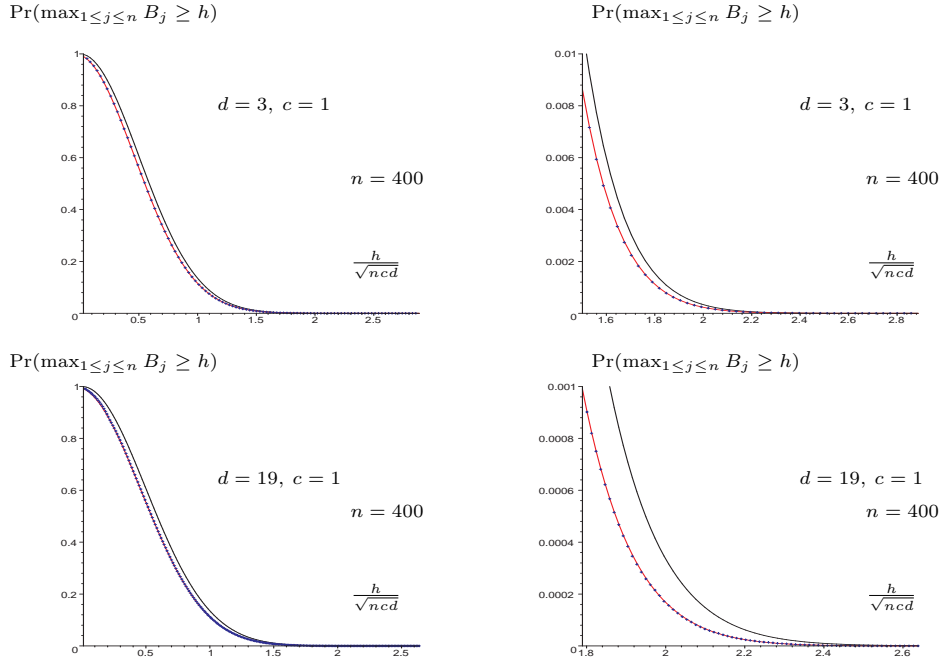 Pr(max_{1≤j≤n} B_j ≥ h)
1
0.8
0.6
0.4
0.2
0
0.5
1
1.5
2
2.5
d = 3, c = 1
n = 400
h
√ncd
Pr(max_{1≤j≤n} B_j ≥ h)
0.01
0.008
0.006
0.004
0.002
0
1.6
1.8
2
2.2
2.4
2.6
2.8
d = 3, c = 1
n = 400
h
√ncd
Pr(max_{1≤j≤n} B_j ≥ h)
1
0.8
0.6
0.4
0.2
0
0.5
1
1.5
2
2.5
d = 19, c = 1
n = 400
h
√ncd
Pr(max_{1≤j≤n} B_j ≥ h)
0.001
0.0008
0.0006
0.0004
0.0002
0
1.8
2
2.2
2.4
2.6
d = 19, c = 1
n = 400
h
√ncd